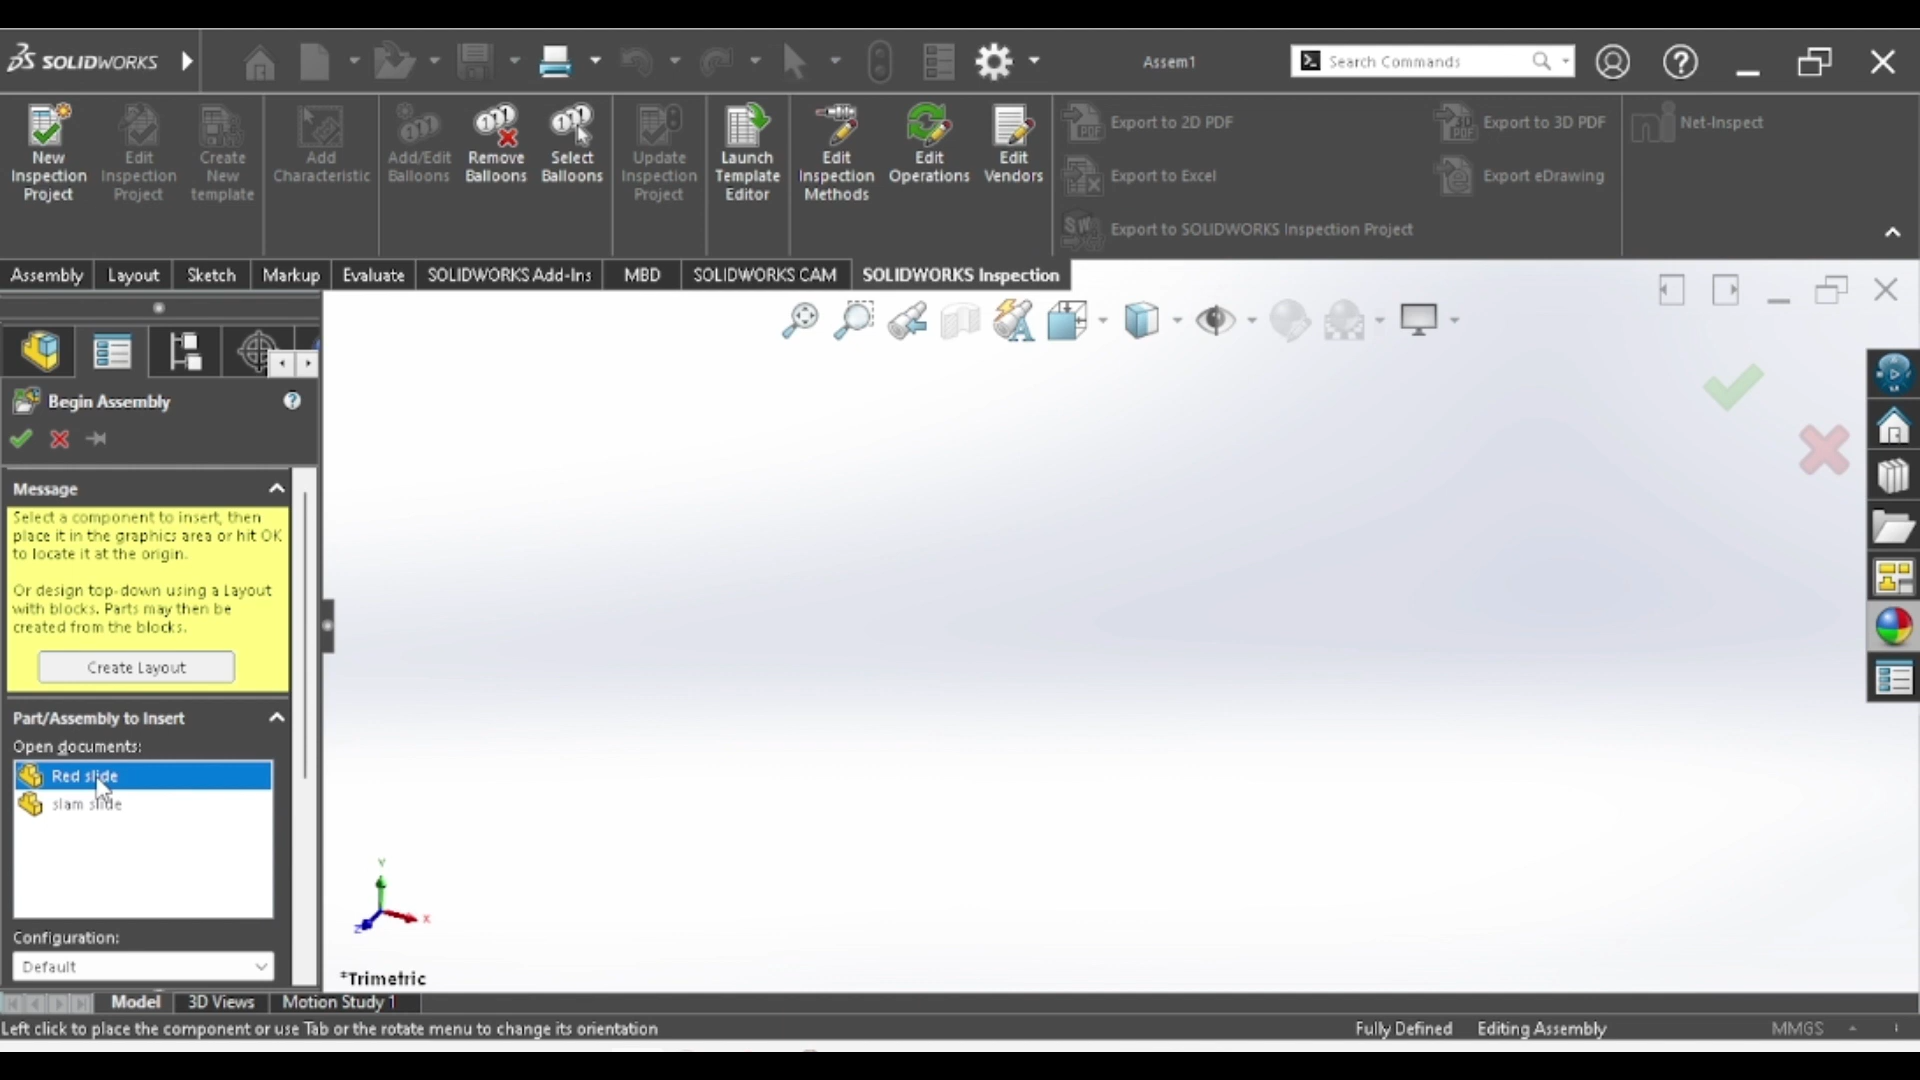 SOLIDWORKS
Assem1
Search Commands
New Inspection Project
Edit Inspection Project
Create New template
Add Characteristic
Add/Edit Balloons
Remove Balloons
Select Balloons
Update Inspection Project
Launch Template Editor
Edit Inspection Methods
Edit Operations
Edit Vendors
Export to 2D PDF
Export to Excel
Export to SOLIDWORKS Inspection Project
Export to 3D PDF
Export eDrawing
Net-Inspect
Assembly
Layout
Sketch
Markup
Evaluate
SOLIDWORKS Add-Ins
MBD
SOLIDWORKS CAM
SOLIDWORKS Inspection
Begin Assembly
Message
Select a component to insert, then
place it in the graphics area or hit OK
to locate it at the origin.
Or design top-down using a Layout
with blocks. Parts may then be
created from the blocks.
Create Layout
Part/Assembly to Insert
Open documents:
Red slide
slam slide
Configuration:
Default
Y
X
Z
*Trimetric
Model
3D Views
Motion Study 1
Left click to place the component or use Tab or the rotate menu to change its orientation
Fully Defined
Editing Assembly
MMGS